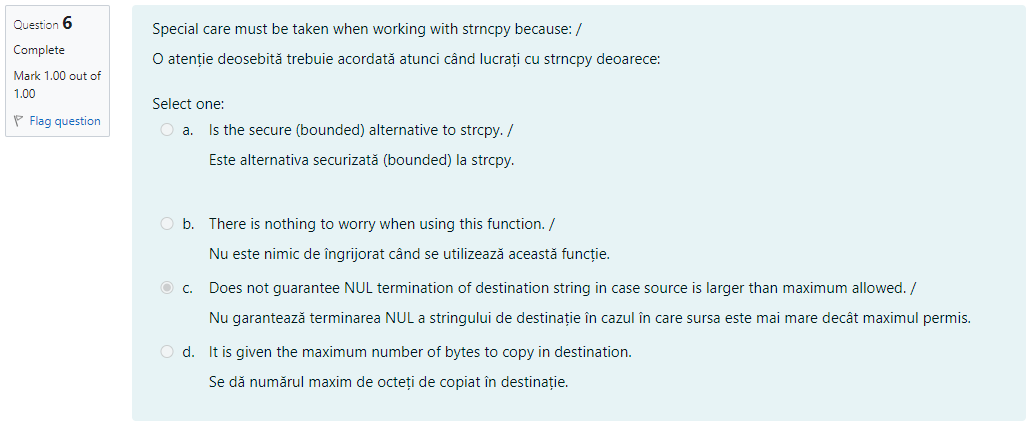 Question 6
Complete
Mark 1.00 out of
1.00
Flag question
Special care must be taken when working with strncpy because: /
O atenție deosebită trebuie acordată atunci când lucrați cu strncpy deoarece:
Select one:
a. Is the secure (bounded) alternative to strcpy. /
Este alternativa securizată (bounded) la strcpy.
b. There is nothing to worry when using this function. /
Nu este nimic de îngrijorat când se utilizează această funcție.
c. Does not guarantee NUL termination of destination string in case source is larger than maximum allowed. /
Nu garantează terminarea NUL a stringului de destinație în cazul în care sursa este mai mare decât maximul permis.
d. It is given the maximum number of bytes to copy in destination.
Se dă numărul maxim de octeți de copiat în destinație.